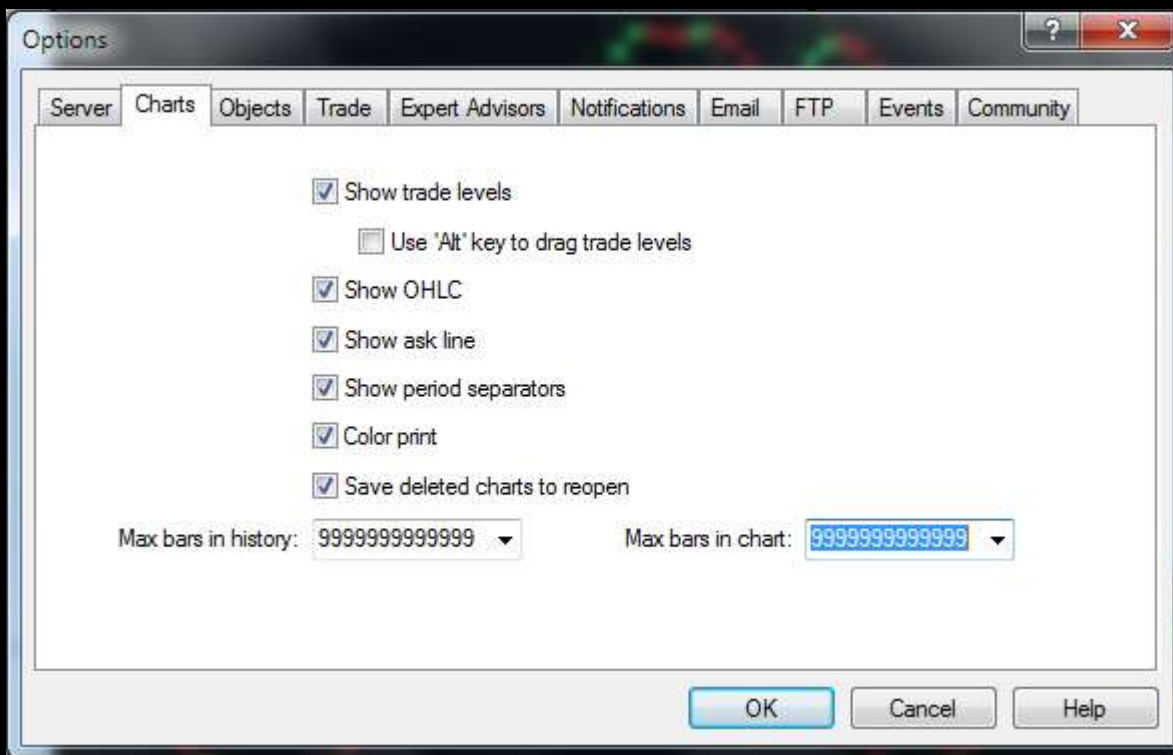 Options
Server Charts Objects Trade Expert Advisors Notifications Email FTP Events Community
Show trade levels
Use "Alt" key to drag trade levels
Show OHLC
Show ask line
Show period separators
Color print
Save deleted charts to reopen
Max bars in history: 9999999999999 Max bars in chart: 9999999999999
OK Cancel Help